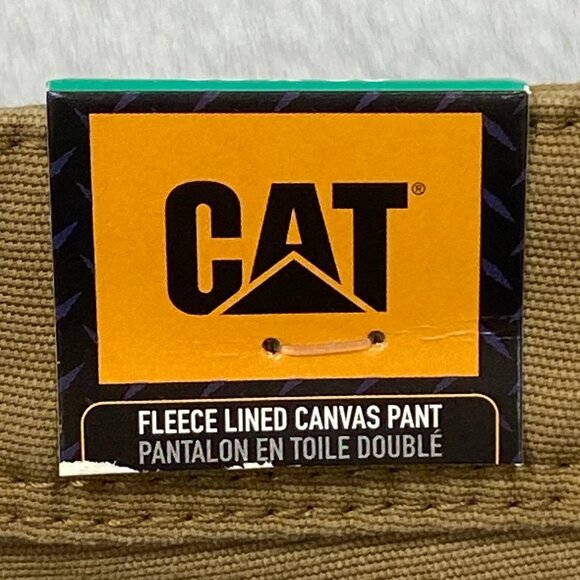 CAT®
FLEECE LINED CANVAS PANT
PANTALON EN TOILE DOUBLÉ